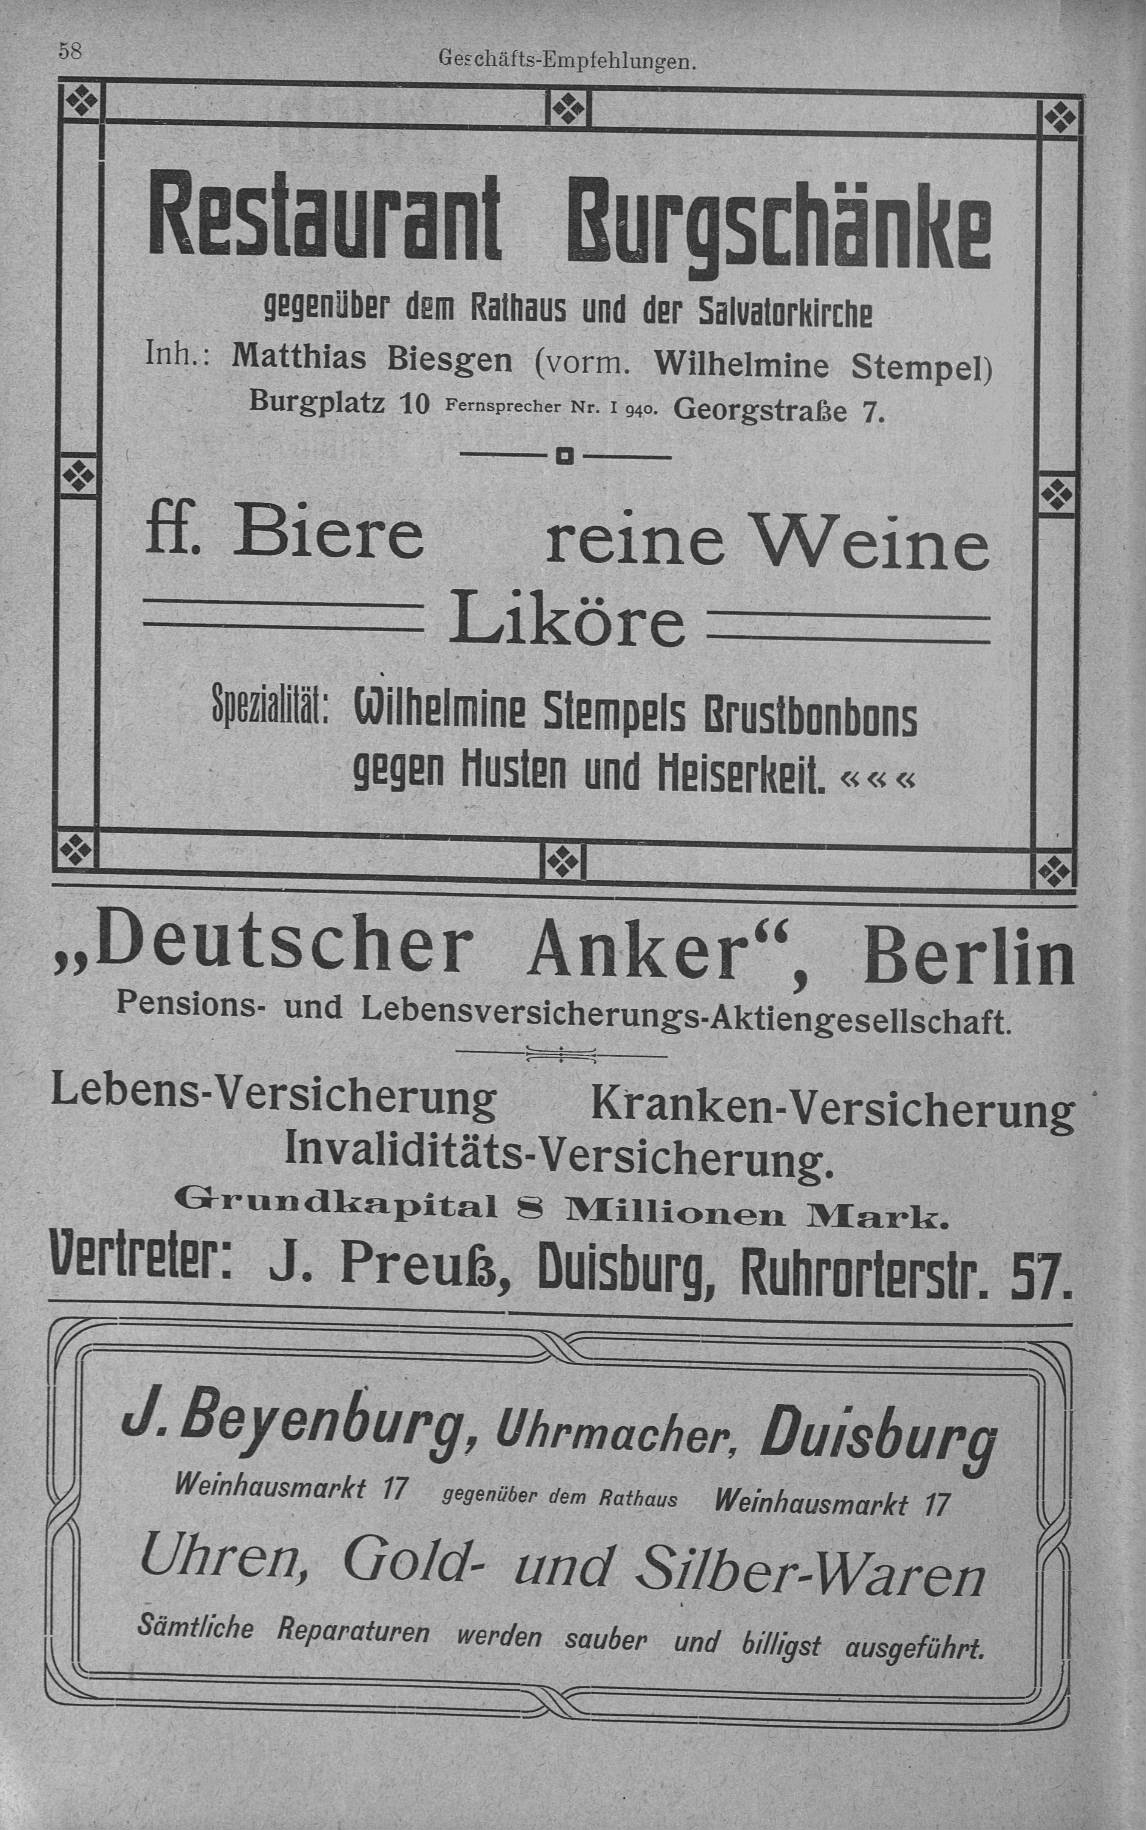 58
Geschäfts-Empfehlungen.
Restaurant Burgschänke
gegenüber dem Rathaus und der Salvatorkirche
Inh.: Matthias Biesgen (vorm. Wilhelmine Stempel)
Burgplatz 10 Fernsprecher Nr. I 940. Georgstraße 7.
ff. Biere reine Weine
Liköre
Spezialität: Wilhelmine Stempels Brustbonbons
gegen Husten und Heiserkeit. « « «
„Deutscher Anker“, Berlin
Pensions- und Lebensversicherungs-Aktiengesellschaft.
Lebens-Versicherung Kranken-Versicherung
Invaliditäts-Versicherung.
Grundkapital 8 Millionen Mark.
Vertreter: J. Preuß, Duisburg, Ruhrorterstr. 57.
J. Beyenburg, Uhrmacher, Duisburg
Weinhausmarkt 17 gegenüber dem Rathaus Weinhausmarkt 17
Uhren, Gold- und Silber-Waren
Sämtliche Reparaturen werden sauber und billigst ausgeführt.